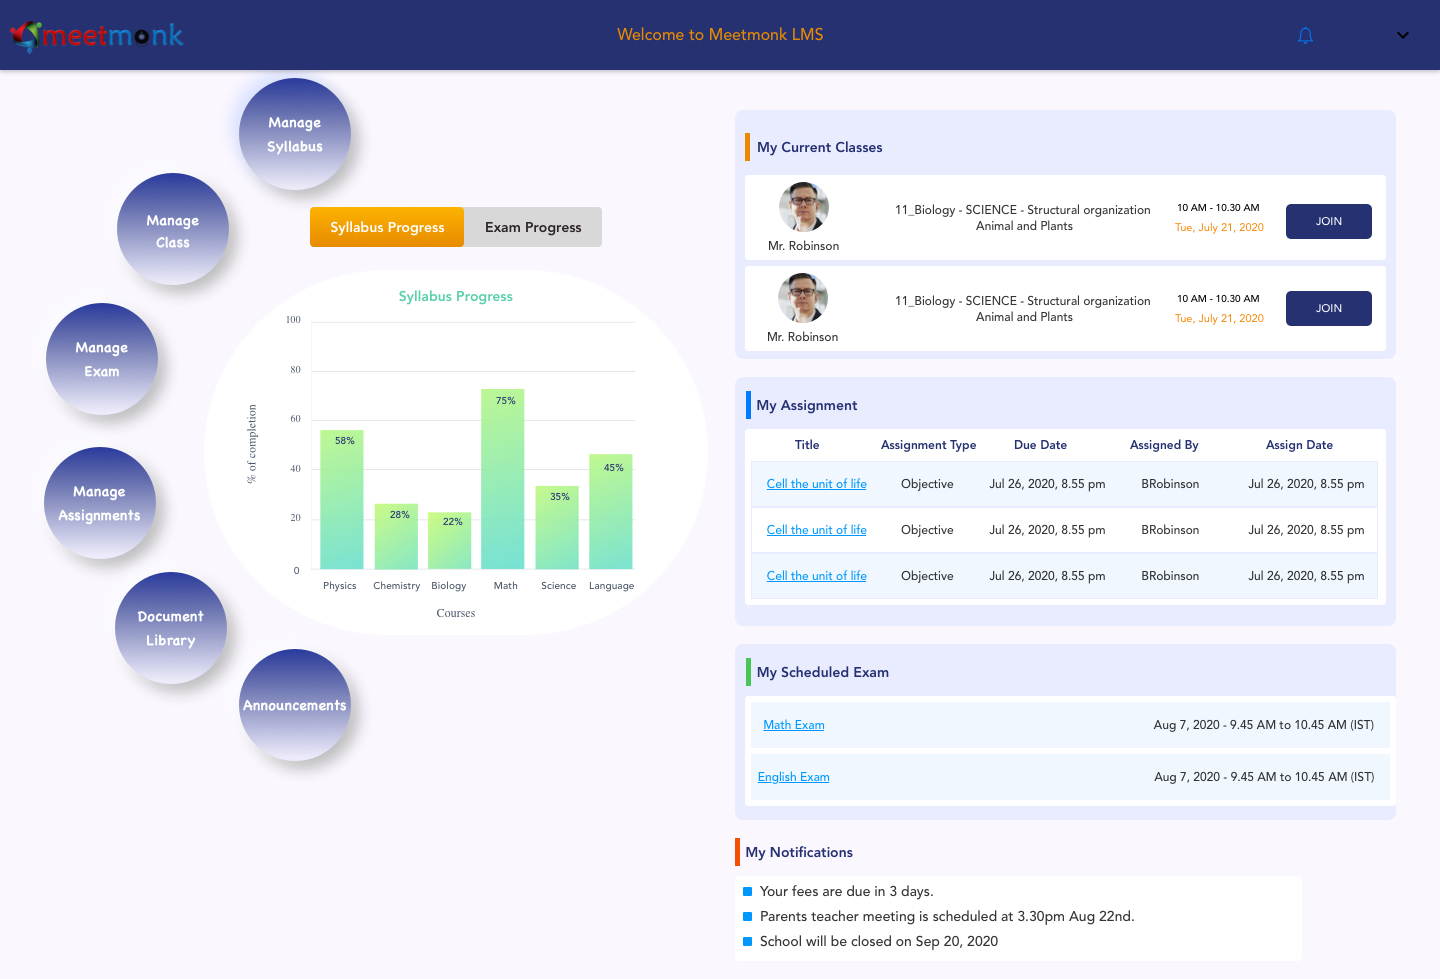 meetmonk
Welcome to Meetmonk LMS
Manage
Syllabus
Manage
Class
Manage
Exam
Manage
Assignments
Document
Library
Announcements
Syllabus Progress
Exam Progress
Syllabus Progress
100
80
60
40
20
0
% of completion
58%
28%
22%
75%
35%
45%
Physics
Chemistry
Biology
Math
Science
Language
Courses
My Current Classes
Mr. Robinson
11_Biology - SCIENCE - Structural organization
Animal and Plants
10 AM - 10.30 AM
Tue, July 21, 2020
JOIN
Mr. Robinson
11_Biology - SCIENCE - Structural organization
Animal and Plants
10 AM - 10.30 AM
Tue, July 21, 2020
JOIN
My Assignment
Title Assignment Type Due Date Assigned By Assign Date
Cell the unit of life Objective Jul 26, 2020, 8.55 pm BRobinson Jul 26, 2020, 8.55 pm
Cell the unit of life Objective Jul 26, 2020, 8.55 pm BRobinson Jul 26, 2020, 8.55 pm
Cell the unit of life Objective Jul 26, 2020, 8.55 pm BRobinson Jul 26, 2020, 8.55 pm
My Scheduled Exam
Math Exam Aug 7, 2020 - 9.45 AM to 10.45 AM (IST)
English Exam Aug 7, 2020 - 9.45 AM to 10.45 AM (IST)
My Notifications
Your fees are due in 3 days.
Parents teacher meeting is scheduled at 3.30pm Aug 22nd.
School will be closed on Sep 20, 2020